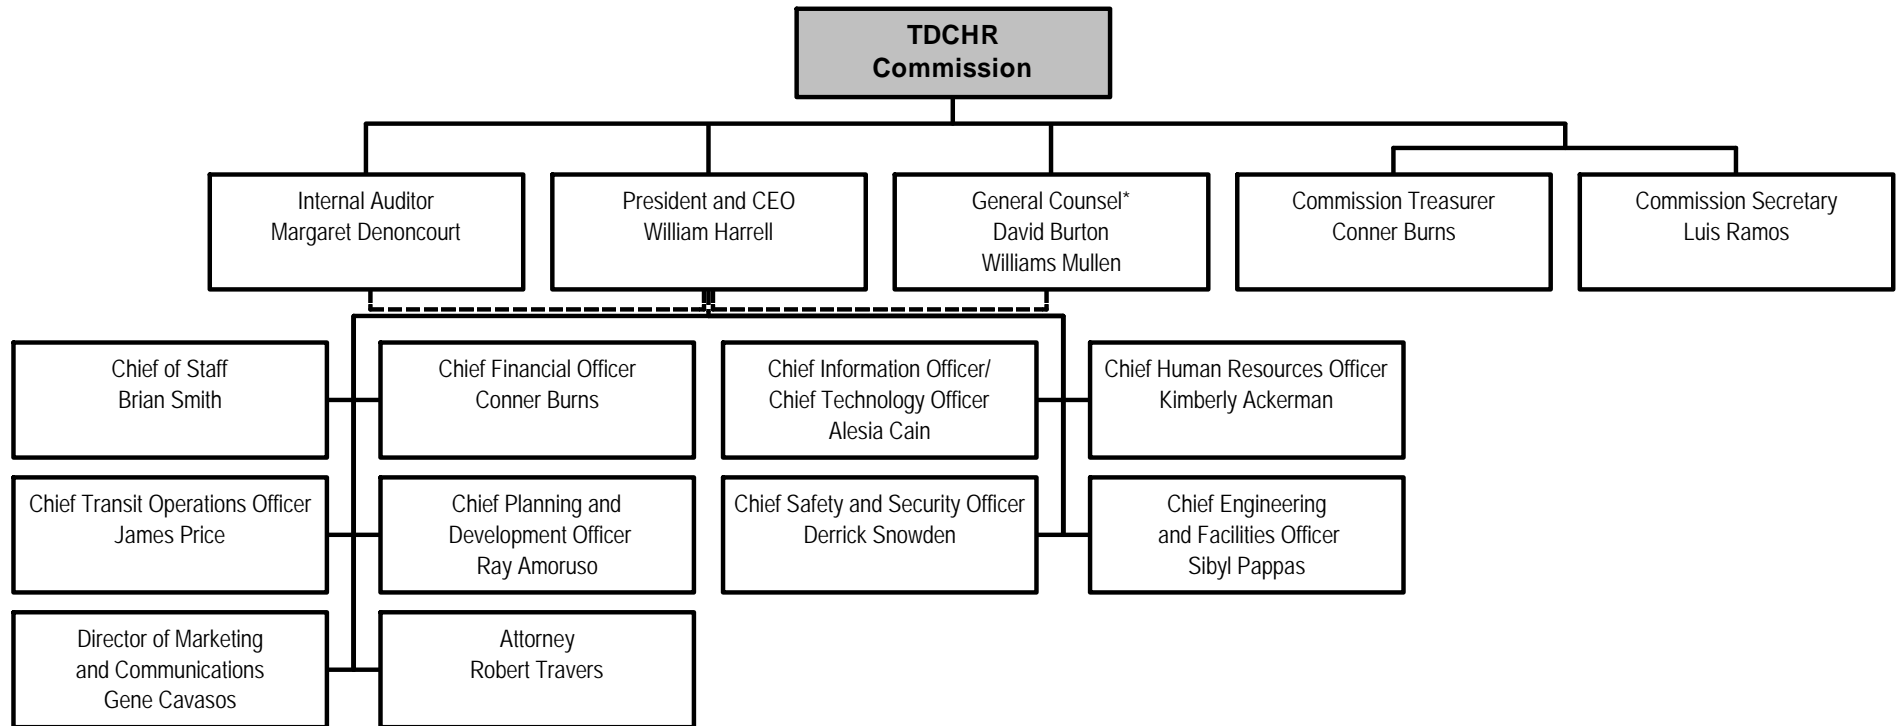 TDCHR
Commission
Internal Auditor
Margaret Denoncourt
President and CEO
William Harrell
General Counsel*
David Burton
Williams Mullen
Commission Treasurer
Conner Burns
Commission Secretary
Luis Ramos
Chief of Staff
Brian Smith
Chief Financial Officer
Conner Burns
Chief Information Officer/
Chief Technology Officer
Alesia Cain
Chief Human Resources Officer
Kimberly Ackerman
Chief Transit Operations Officer
James Price
Chief Planning and
Development Officer
Ray Amoruso
Chief Safety and Security Officer
Derrick Snowden
Chief Engineering
and Facilities Officer
Sibyl Pappas
Director of Marketing
and Communications
Gene Cavasos
Attorney
Robert Travers